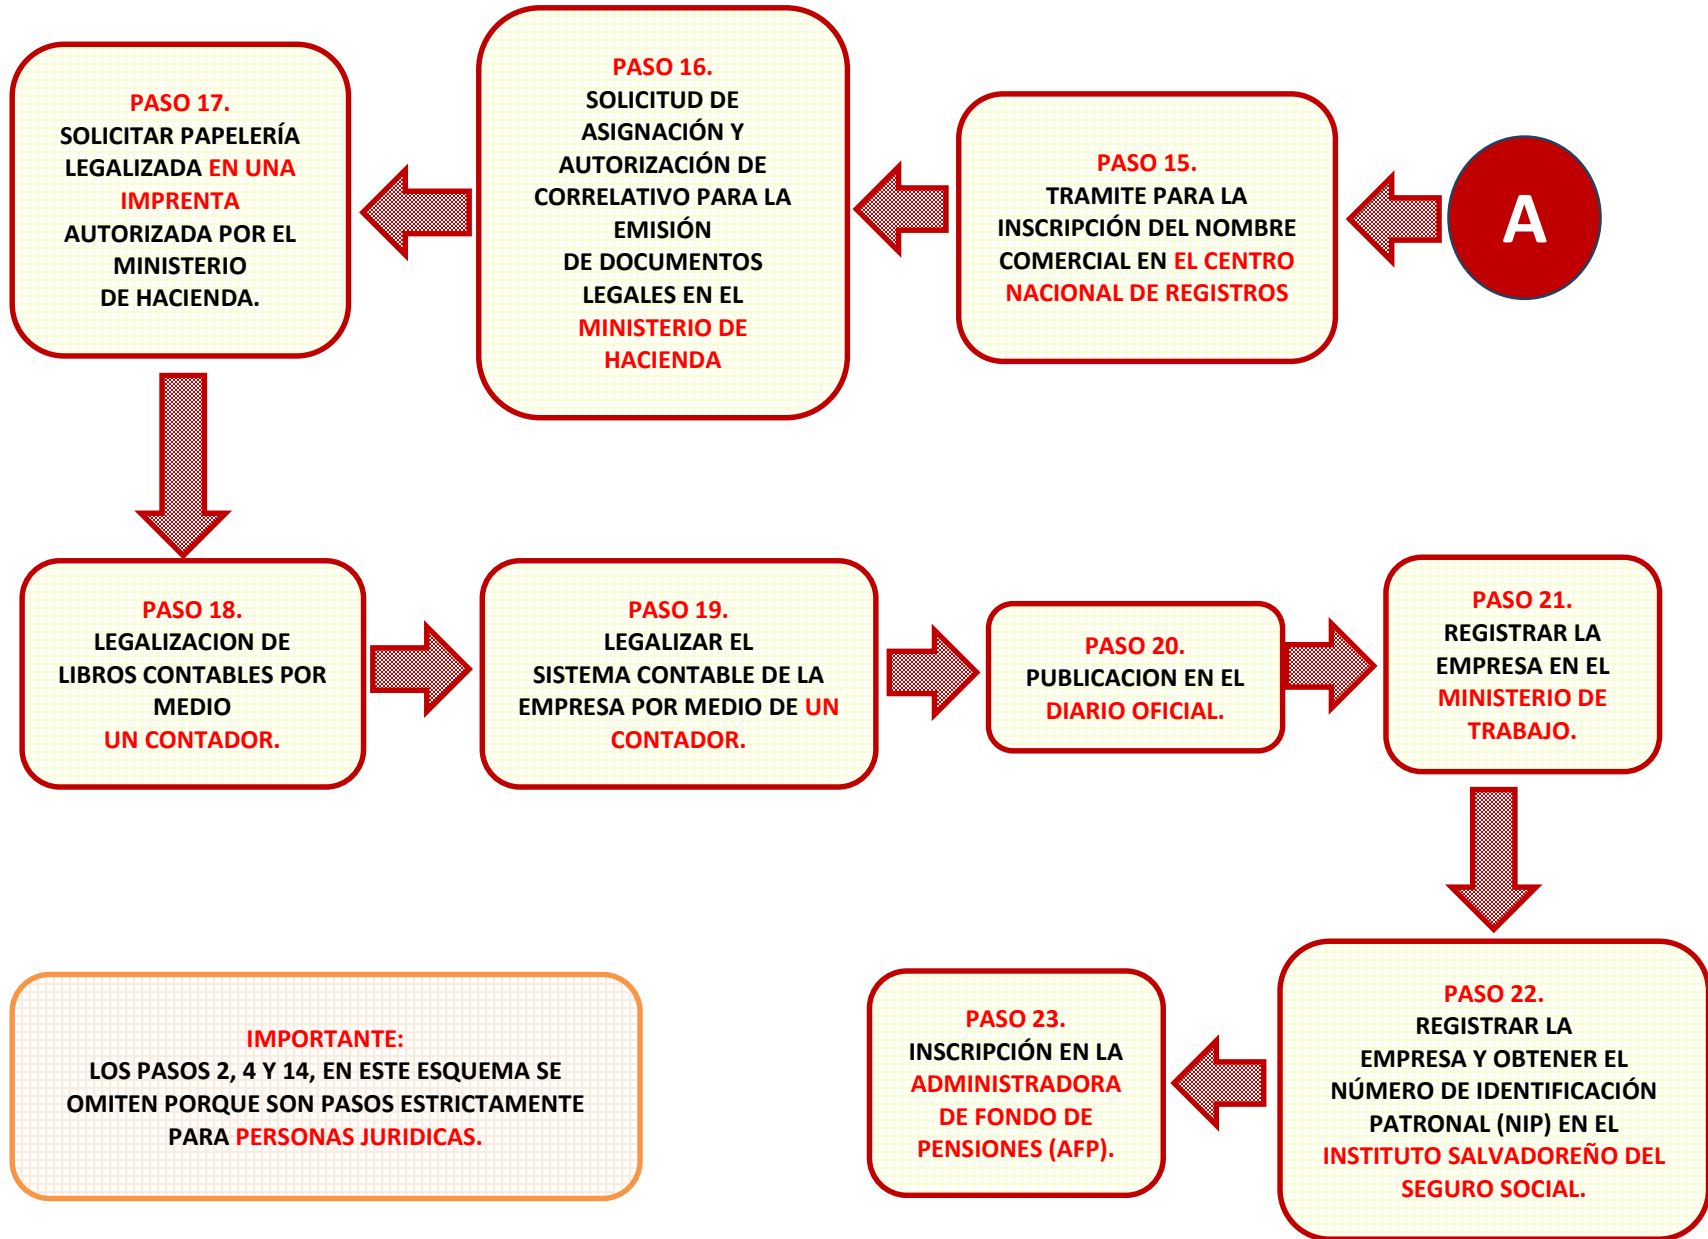 A
PASO 15.
TRAMITE PARA LA
INSCRIPCIÓN DEL NOMBRE
COMERCIAL EN EL CENTRO
NACIONAL DE REGISTROS
PASO 16.
SOLICITUD DE
ASIGNACIÓN Y
AUTORIZACIÓN DE
CORRELATIVO PARA LA
EMISIÓN
DE DOCUMENTOS
LEGALES EN EL
MINISTERIO DE
HACIENDA
PASO 17.
SOLICITAR PAPELERÍA
LEGALIZADA EN UNA
IMPRENTA
AUTORIZADA POR EL
MINISTERIO
DE HACIENDA.
PASO 18.
LEGALIZACION DE
LIBROS CONTABLES POR
MEDIO
UN CONTADOR.
PASO 19.
LEGALIZAR EL
SISTEMA CONTABLE DE LA
EMPRESA POR MEDIO DE UN
CONTADOR.
PASO 20.
PUBLICACION EN EL
DIARIO OFICIAL.
PASO 21.
REGISTRAR LA
EMPRESA EN EL
MINISTERIO DE
TRABAJO.
PASO 22.
REGISTRAR LA
EMPRESA Y OBTENER EL
NÚMERO DE IDENTIFICACIÓN
PATRONAL (NIP) EN EL
INSTITUTO SALVADOREÑO DEL
SEGURO SOCIAL.
PASO 23.
INSCRIPCIÓN EN LA
ADMINISTRADORA
DE FONDO DE
PENSIONES (AFP).
IMPORTANTE:
LOS PASOS 2, 4 Y 14, EN ESTE ESQUEMA SE
OMITEN PORQUE SON PASOS ESTRICTAMENTE
PARA PERSONAS JURIDICAS.